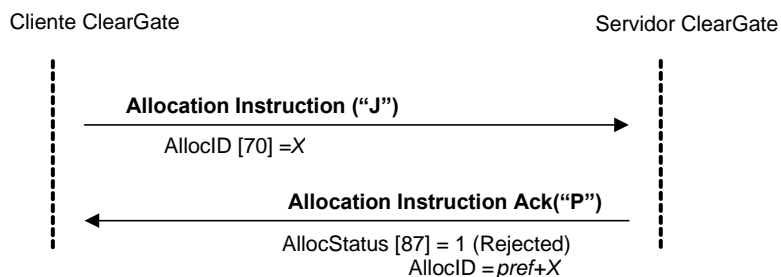 Cliente ClearGate
Servidor ClearGate
Allocation Instruction (“J”)
AllocID [70] =X
Allocation Instruction Ack(“P”)
AllocStatus [87] = 1 (Rejected)
AllocID =pref+X